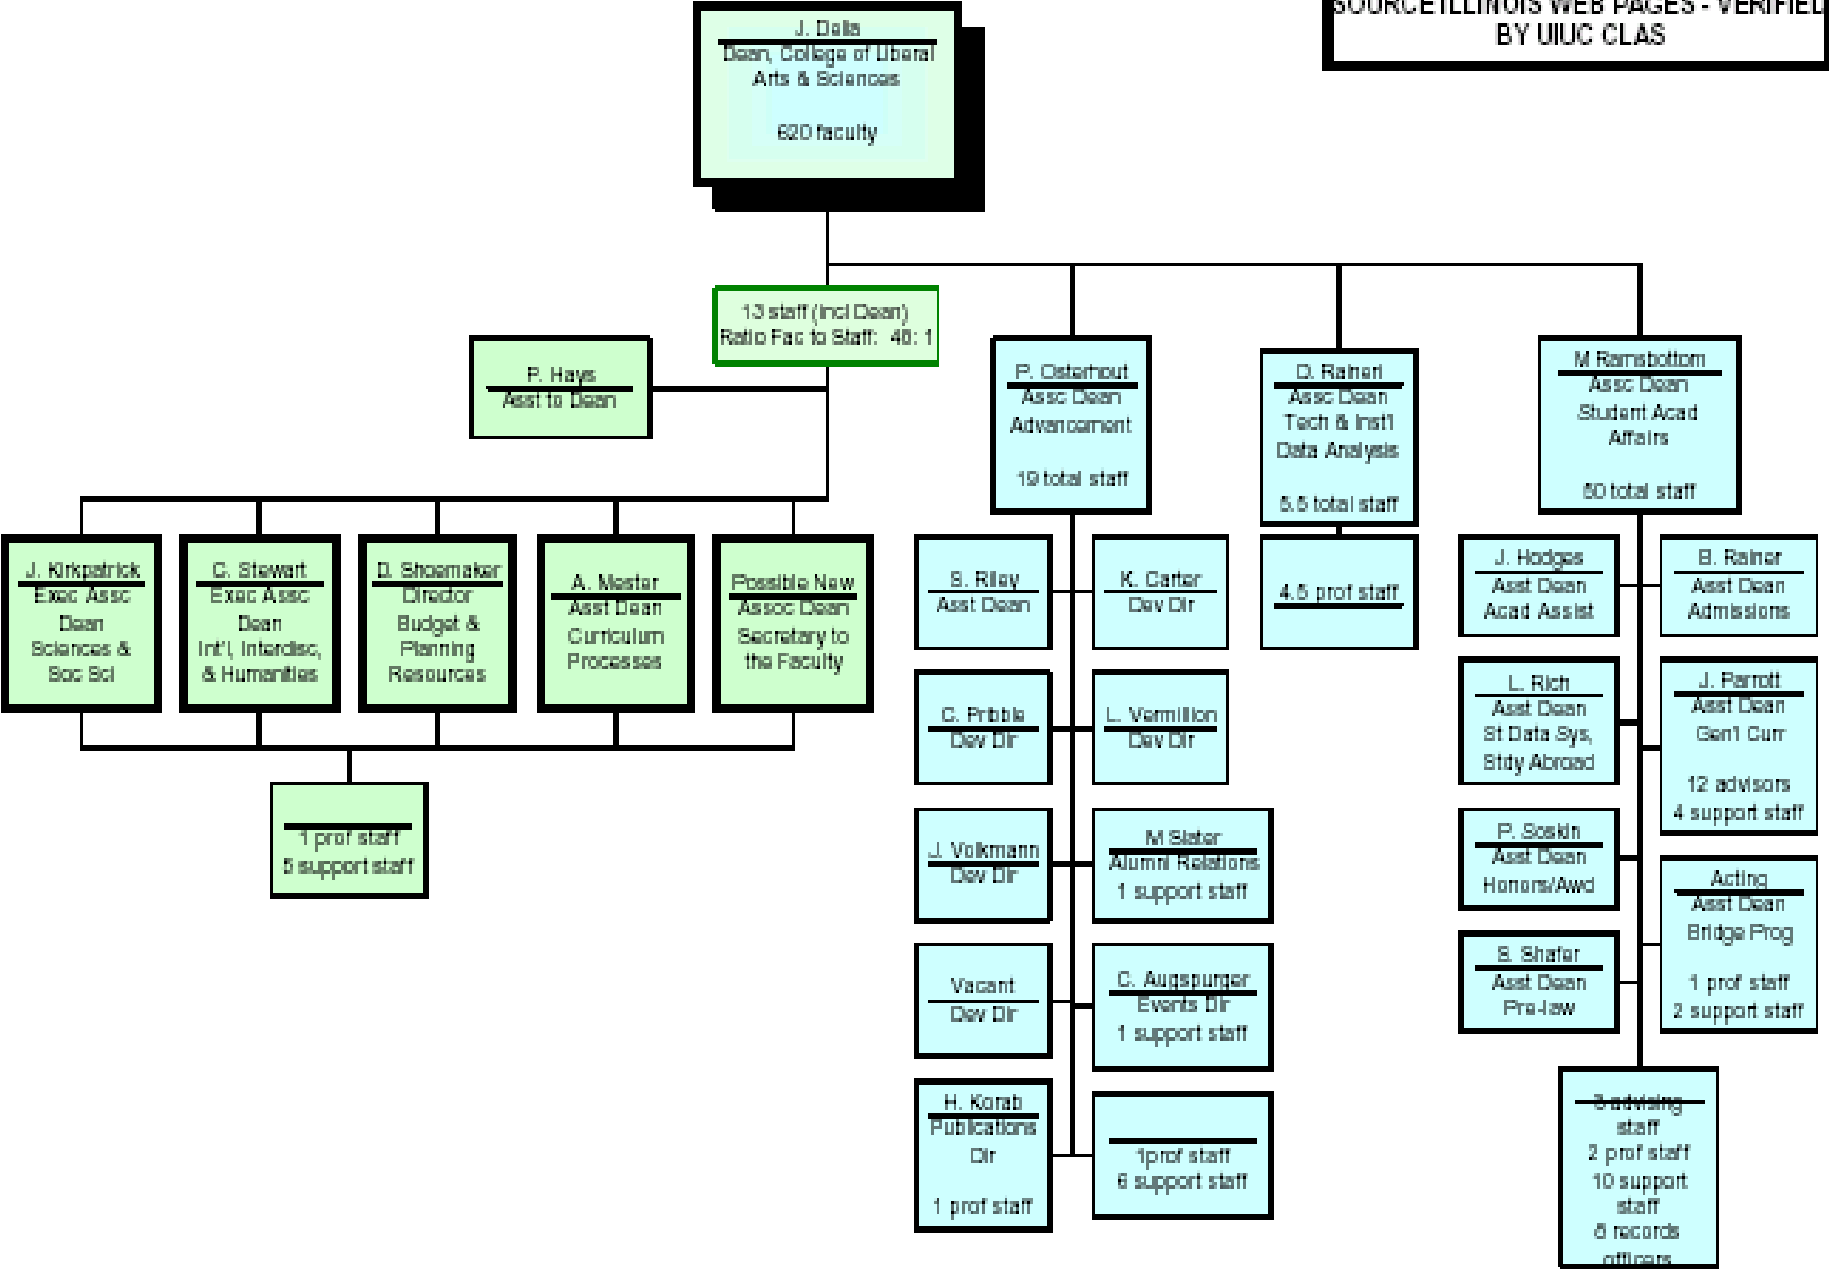 SOURCE ILLINOIS WEB PAGES - VERIFIED
BY UIUC CLAS
J. Delia
Dean, College of Liberal
Arts & Sciences
620 faculty
13 staff (incl Dean)
Ratio Fac to Staff: 48: 1
P. Hays
Asst to Dean
J. Kirkpatrick
Exec Assc
Dean
Sciences &
Soc Sci
C. Stewart
Exec Assc
Dean
Int'l, Interdisc,
& Humanities
D. Shoemaker
Director
Budget &
Planning
Resources
A. Mester
Asst Dean
Curriculum
Processes
Possible New
Assoc Dean
Secretary to
the Faculty
1 prof staff
5 support staff
P. Osterhout
Assc Dean
Advancement
19 total staff
S. Riley
Asst Dean
K. Carter
Dev Dir
C. Pribble
Dev Dir
L. Vermillion
Dev Dir
J. Volkmann
Dev Dir
M Slater
Alumni Relations
1 support staff
Vacant
Dev Dir
C. Augspurger
Events Dir
1 support staff
H. Korab
Publications
Dir
1 prof staff
1prof staff
6 support staff
D. Raineri
Assc Dean
Tech & Inst'l
Data Analysis
5.5 total staff
4.5 prof staff
M Ramsbottom
Assc Dean
Student Acad
Affairs
50 total staff
J. Hodges
Asst Dean
Acad Assist
B. Rainer
Asst Dean
Admissions
L. Rich
Asst Dean
St Data Sys,
Stdy Abroad
J. Parrott
Asst Dean
Gen'l Curr
12 advisors
4 support staff
P. Soskin
Asst Dean
Honors/Awd
Acting
Asst Dean
Bridge Prog
1 prof staff
2 support staff
S. Shafer
Asst Dean
Pre-law
advising
staff
2 prof staff
10 support
staff
records
officers